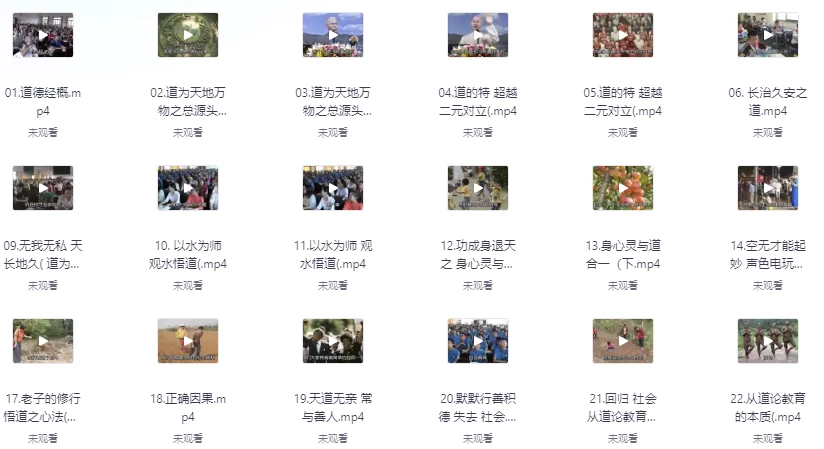 01.道德经概.m
p4
未观看
02.道为天地万
物之总源头...
未观看
03.道为天地万
物之总源头...
未观看
04.道的特 超越
二元对立(.mp4
未观看
05.道的特 超越
二元对立(.mp4
未观看
06. 长治久安之
道.mp4
未观看
09.无我无私 天
长地久( 道为...
未观看
10. 以水为师
观水悟道(.mp4
未观看
11.以水为师 观
水悟道(.mp4
未观看
12.功成身退天
之 身心灵与...
未观看
13.身心灵与道
合一（下.mp4
未观看
14.空无才能起
妙 声色电玩...
未观看
17.老子的修行
悟道之心法(...
未观看
18.正确因果.m
p4
未观看
19.天道无亲 常
与善人.mp4
未观看
20.默默行善积
德 失去 社会....
未观看
21.回归 社会
从道论教育...
未观看
22.从道论教育
的本质(.mp4
未观看